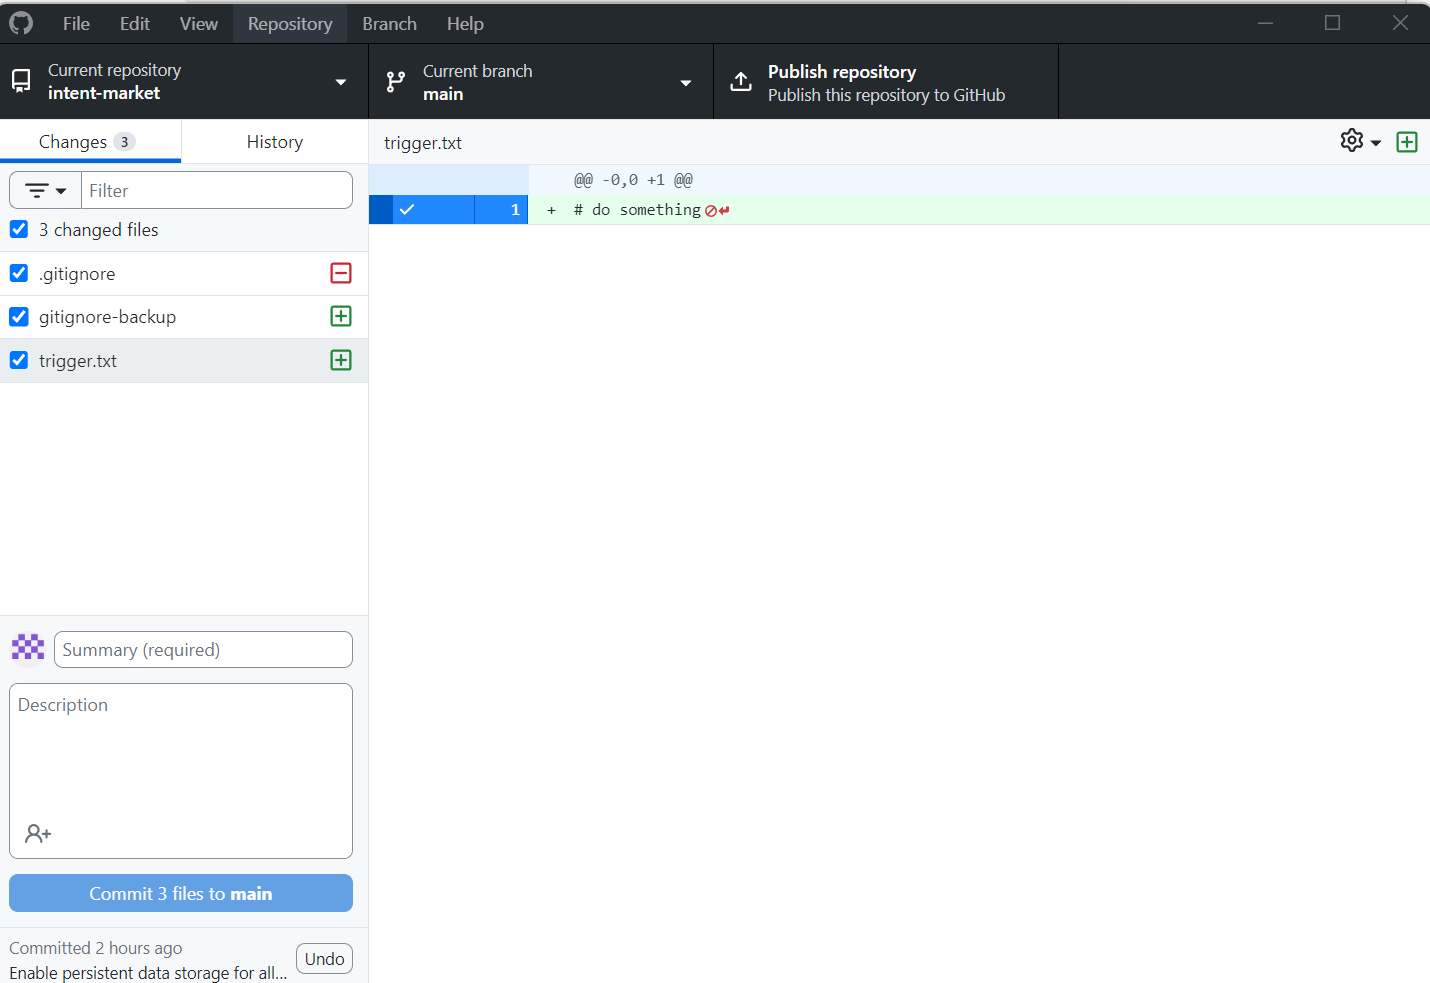 File Edit View Repository Branch Help
Current repository
intent-market
Current branch
main
Publish repository
Publish this repository to GitHub
Changes 3
History
trigger.txt
Filter
3 changed files
.gitignore
gitignore-backup
trigger.txt
@@ -0,0 +1 @@
1 + # do something
Summary (required)
Description
Commit 3 files to main
Committed 2 hours ago
Enable persistent data storage for all...
Undo